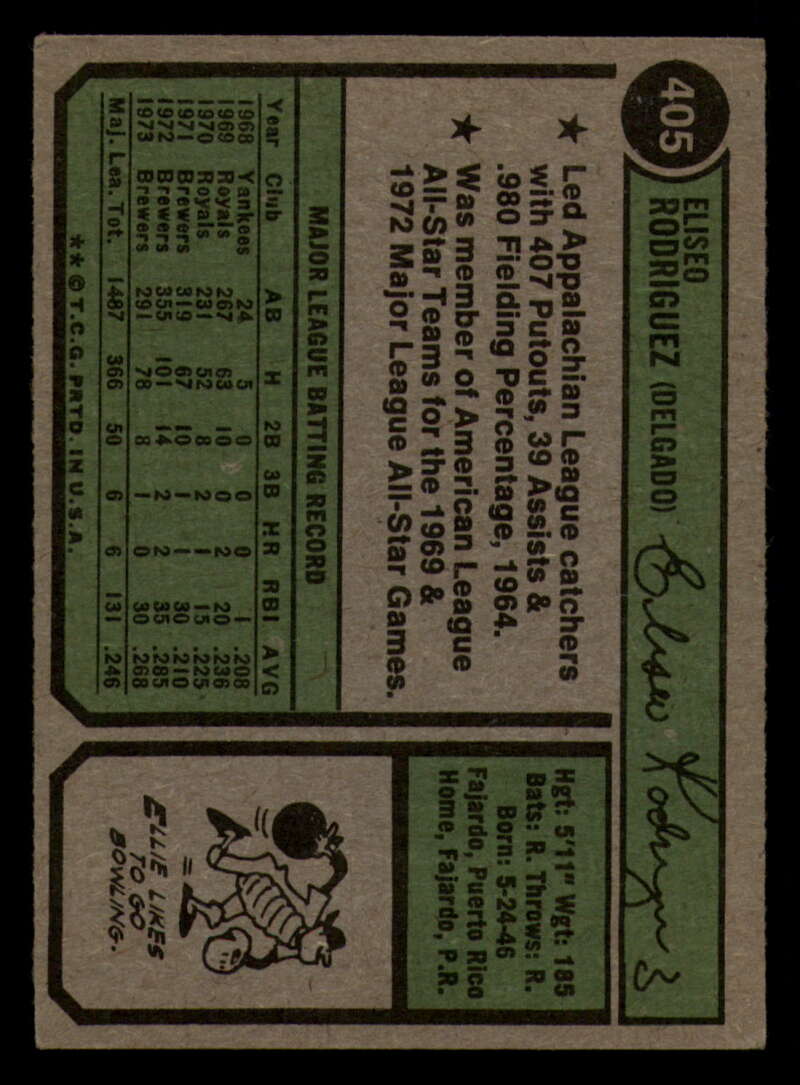 405
ELISEO
RODRIGUEZ (DELGADO)
Eliseo Rodriguez
★ Led Appalachian League catchers
with 407 Putouts, 39 Assists &
.980 Fielding Percentage, 1964.
★ Was member of American League
All-Star Teams for the 1969 &
1972 Major League All-Star Games.
MAJOR LEAGUE BATTING RECORD
Year Club AB H 2B 3B H.R RBI AVG
1968 Yankees 24 5 0 0 0 1 .208
1969 Royals 267 63 10 0 2 20 .236
1970 Royals 231 52 8 2 1 15 .225
1971 Brewers 319 67 10 1 1 30 .210
1972 Brewers 355 101 14 2 2 35 .285
1973 Brewers 291 78 8 1 0 30 .268
Maj. Lea. Tot. 1487 366 50 6 6 131 .246
**©T.C.G. PRTD. IN U.S.A.
Hgt: 5'11" Wgt: 185
Bats: R. Throws: R.
Born: 5-24-46
Fajardo, Puerto Rico
Home, Fajardo, P.R.
ELLIE LIKES
TO GO
BOWLING.